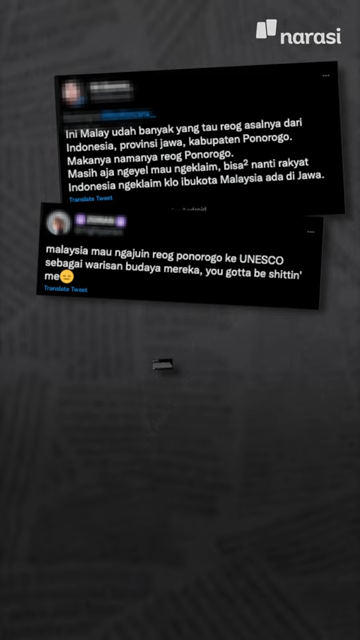 narasi
Ini Malay udah banyak yang tau reog asalnya dari
Indonesia, provinsi jawa, kabupaten Ponorogo.
Makanya namanya reog Ponorogo.
Masih aja ngeyel mau ngeklaim, bisa² nanti rakyat
Indonesia ngeklaim klo ibukota Malaysia ada di Jawa.
Translate Tweet
malaysia mau ngajuin reog ponorogo ke UNESCO
sebagai warisan budaya mereka, you gotta be shittin'
me😑
Translate Tweet